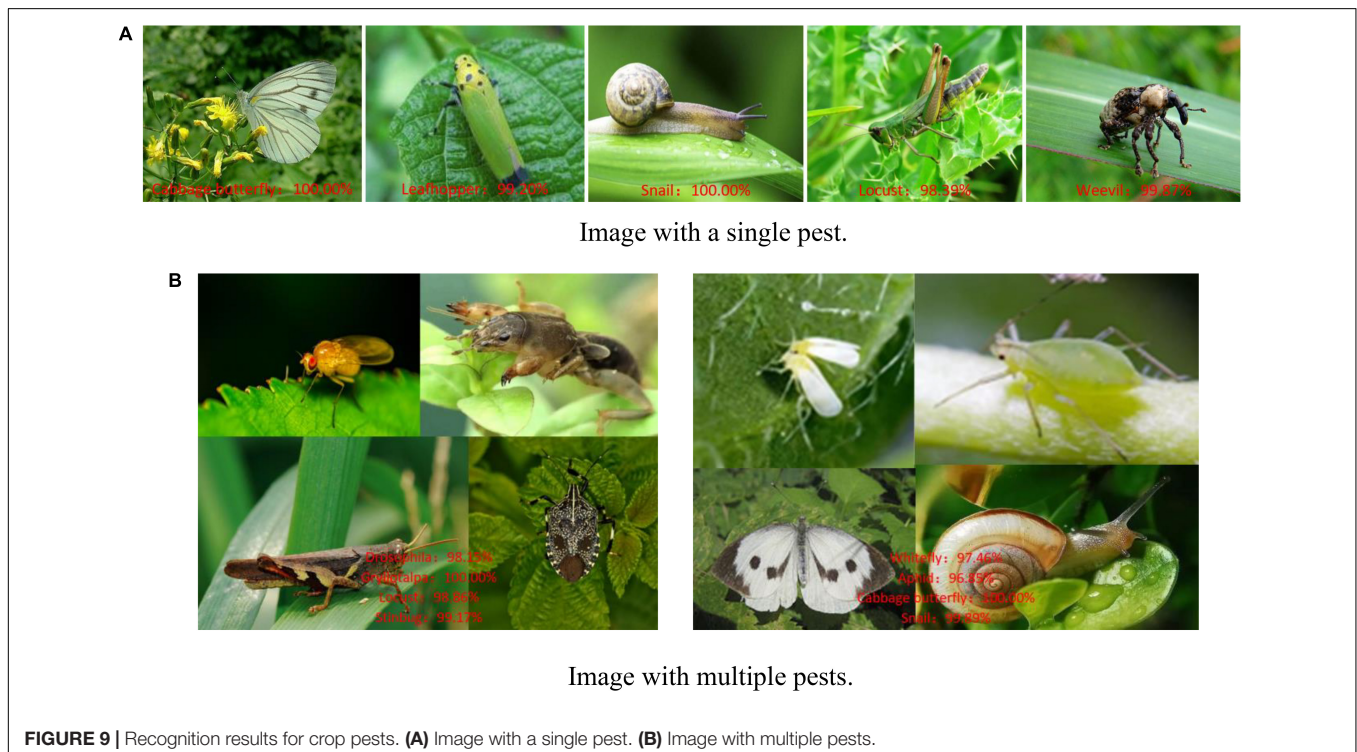 A
Cabbage butterfly：100.00%
Leafhopper：99.20%
Snail：100.00%
Locust：98.39%
Weevil：99.87%
Image with a single pest.
B
Drosophila：98.15%
Gryllotalpa：100.00%
Locust：98.86%
Stinbug：99.17%
Whitefly：97.46%
Aphid：96.85%
Cabbage butterfly：100.00%
Snail：99.89%
Image with multiple pests.
FIGURE 9 | Recognition results for crop pests. (A) Image with a single pest. (B) Image with multiple pests.